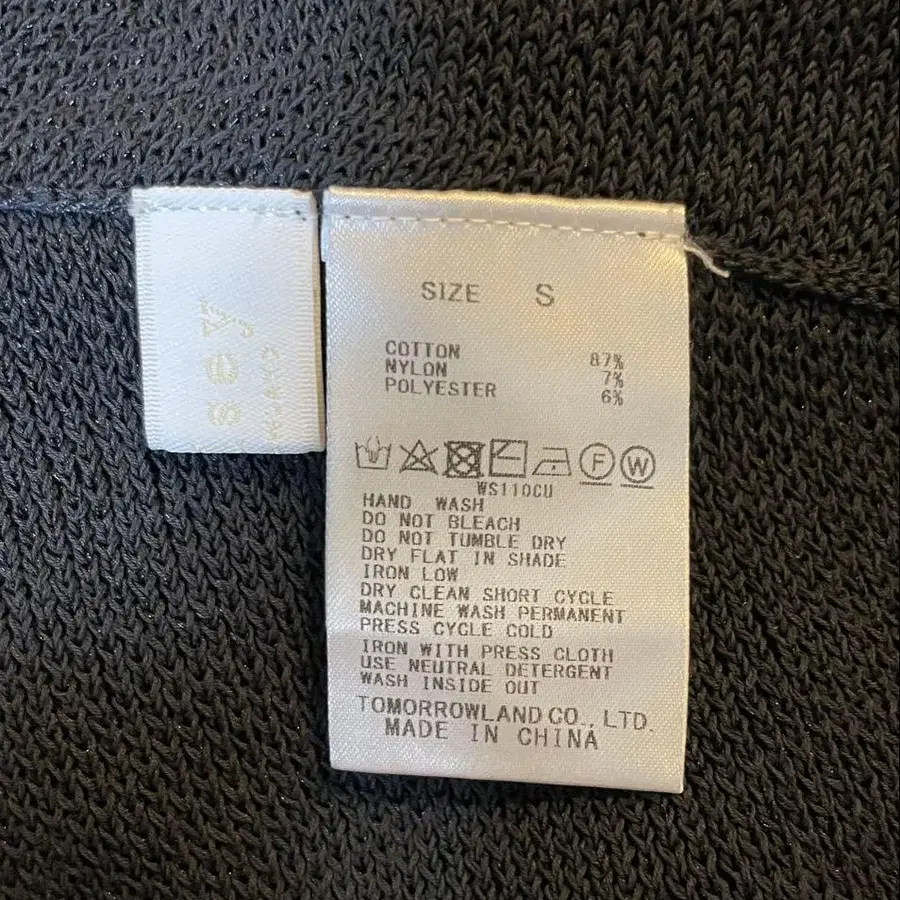 SIZE S
COTTON 87%
NYLON 7%
POLYESTER 6%
F W
WS110CU
HAND WASH
DO NOT BLEACH
DO NOT TUMBLE DRY
DRY FLAT IN SHADE
IRON LOW
DRY CLEAN SHORT CYCLE
MACHINE WASH PERMANENT
PRESS CYCLE COLD
IRON WITH PRESS CLOTH
USE NEUTRAL DETERGENT
WASH INSIDE OUT
TOMORROWLAND CO., LTD.
MADE IN CHINA